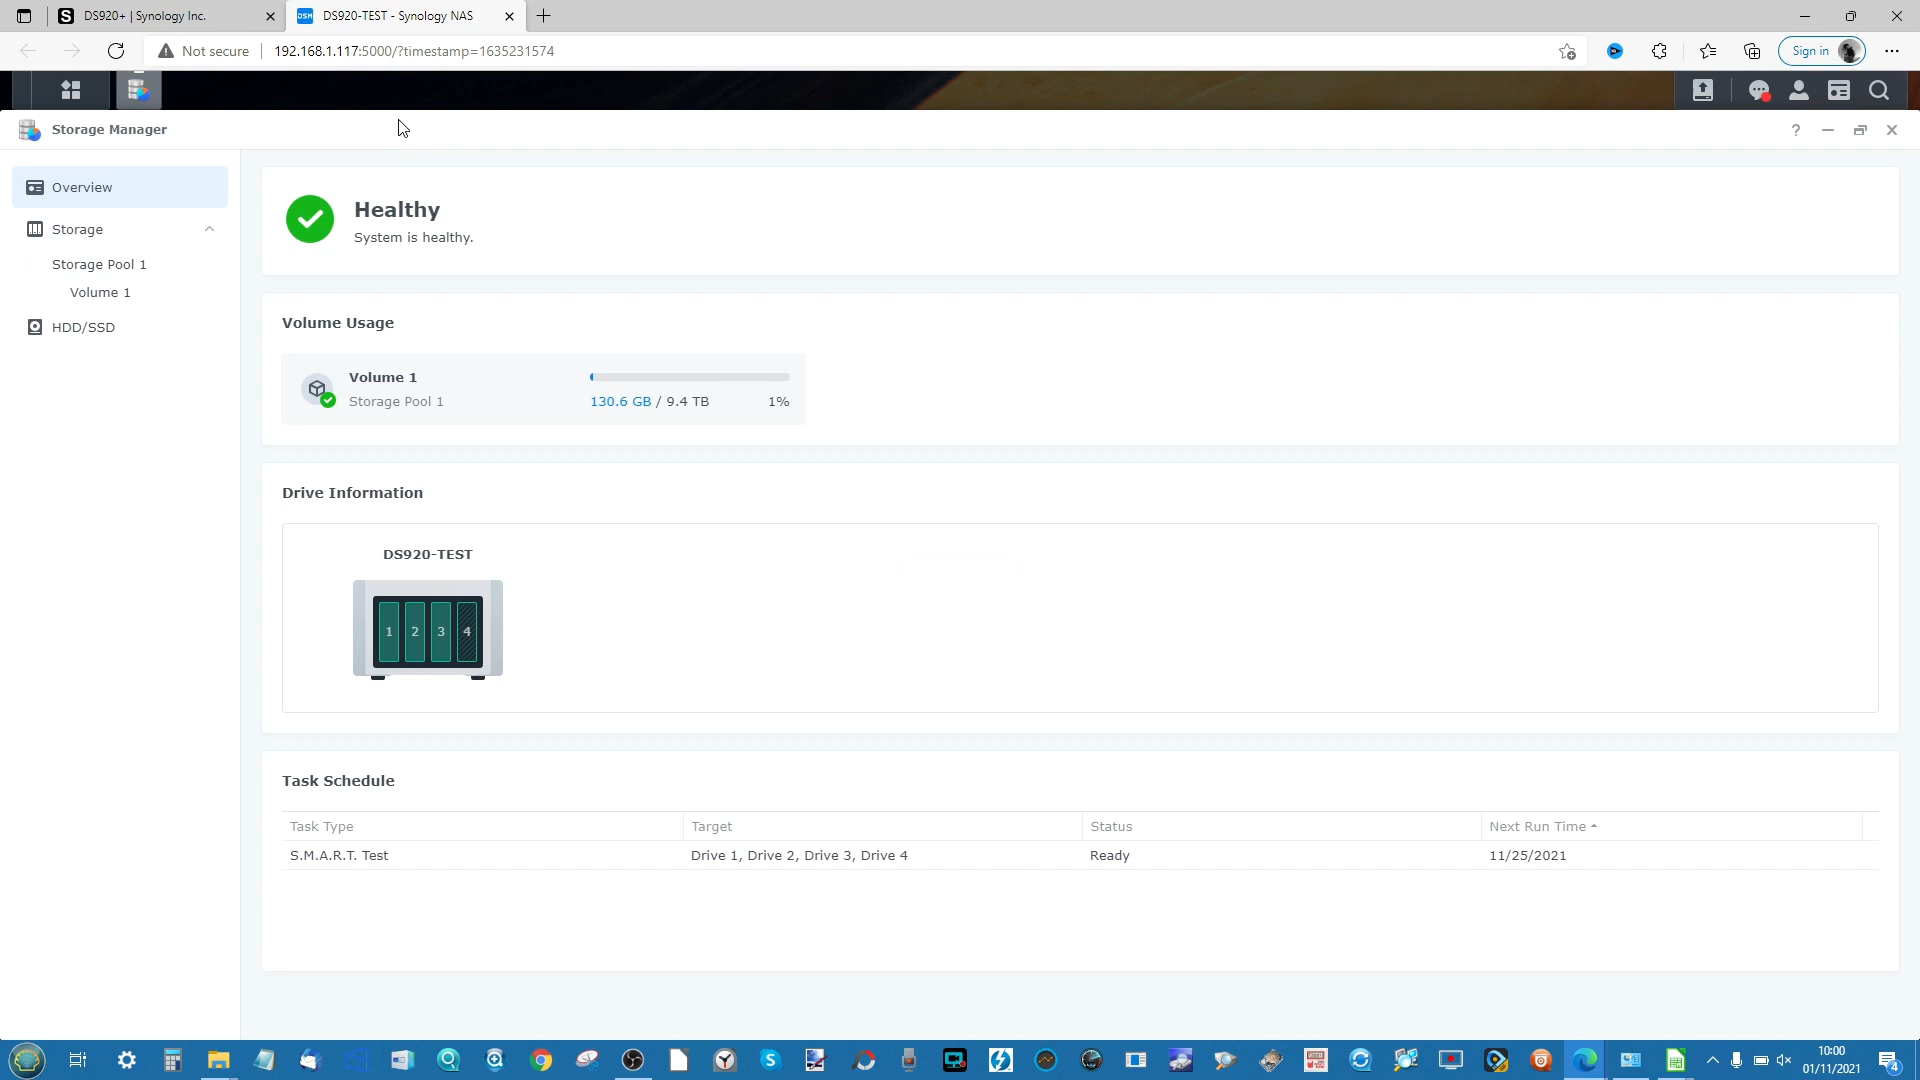 DS920+ | Synology Inc.
DS920-TEST - Synology NAS
Not secure
192.168.1.117:5000/?timestamp=1635231574
Sign in
Storage Manager
Overview
Storage
Storage Pool 1
Volume 1
HDD/SSD
Healthy
System is healthy.
Volume Usage
Volume 1
Storage Pool 1
130.6 GB / 9.4 TB
1%
Drive Information
DS920-TEST
1 2 3 4
Task Schedule
Task Type Target Status Next Run Time
S.M.A.R.T. Test Drive 1, Drive 2, Drive 3, Drive 4 Ready 11/25/2021
10:00
01/11/2021
4